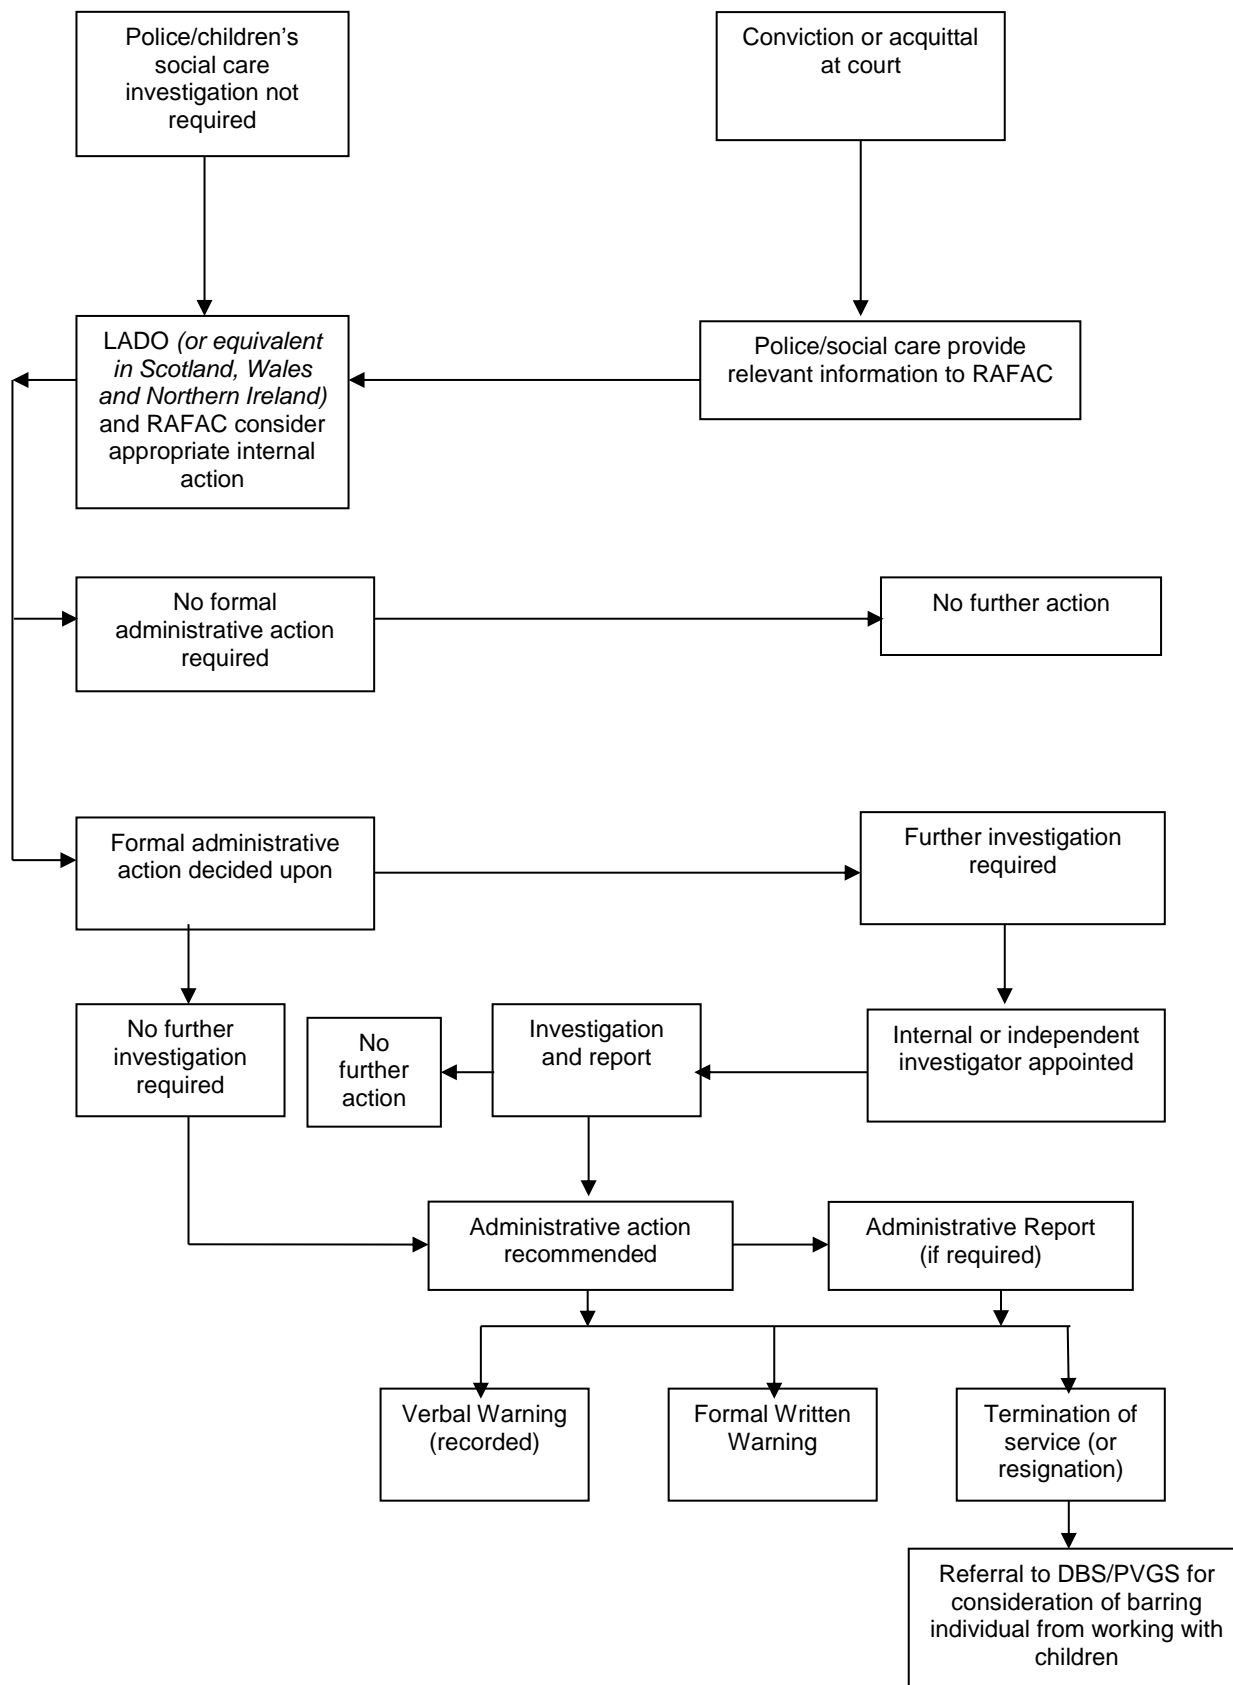 Police/children's
social care
investigation not
required
Conviction or acquittal
at court
LADO (or equivalent
in Scotland, Wales
and Northern Ireland)
and RAFAC consider
appropriate internal
action
Police/social care provide
relevant information to RAFAC
No formal
administrative action
required
No further action
Formal administrative
action decided upon
Further investigation
required
No further
investigation
required
No
further
action
Investigation
and report
Internal or independent
investigator appointed
Administrative action
recommended
Administrative Report
(if required)
Verbal Warning
(recorded)
Formal Written
Warning
Termination of
service (or
resignation)
Referral to DBS/PVGS for
consideration of barring
individual from working with
children